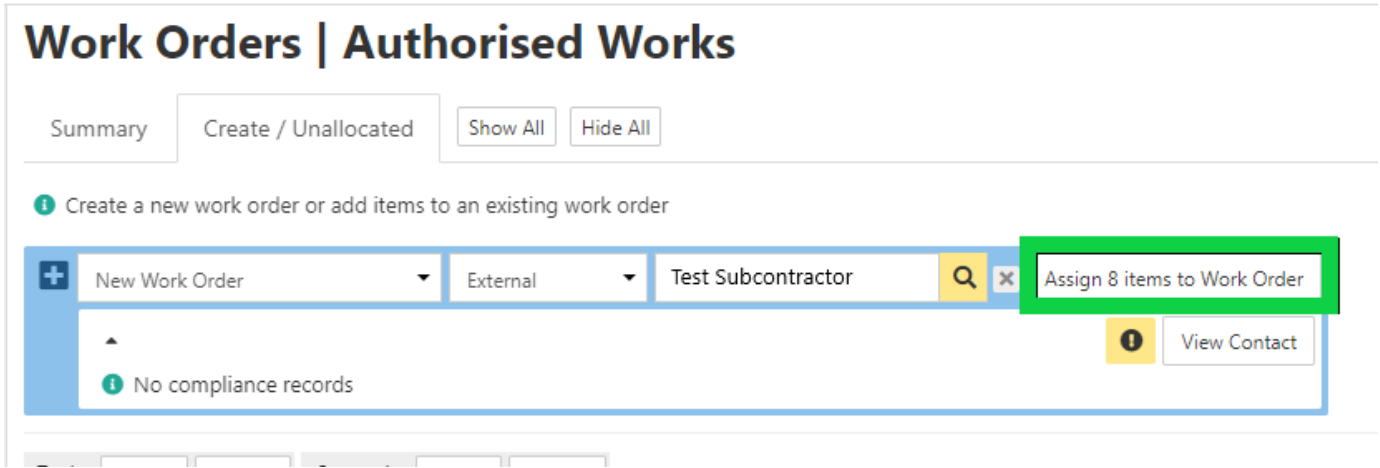 Work Orders | Authorised Works
Summary Create / Unallocated Show All Hide All
Create a new work order or add items to an existing work order
New Work Order External Test Subcontractor Assign 8 items to Work Order
View Contact
No compliance records